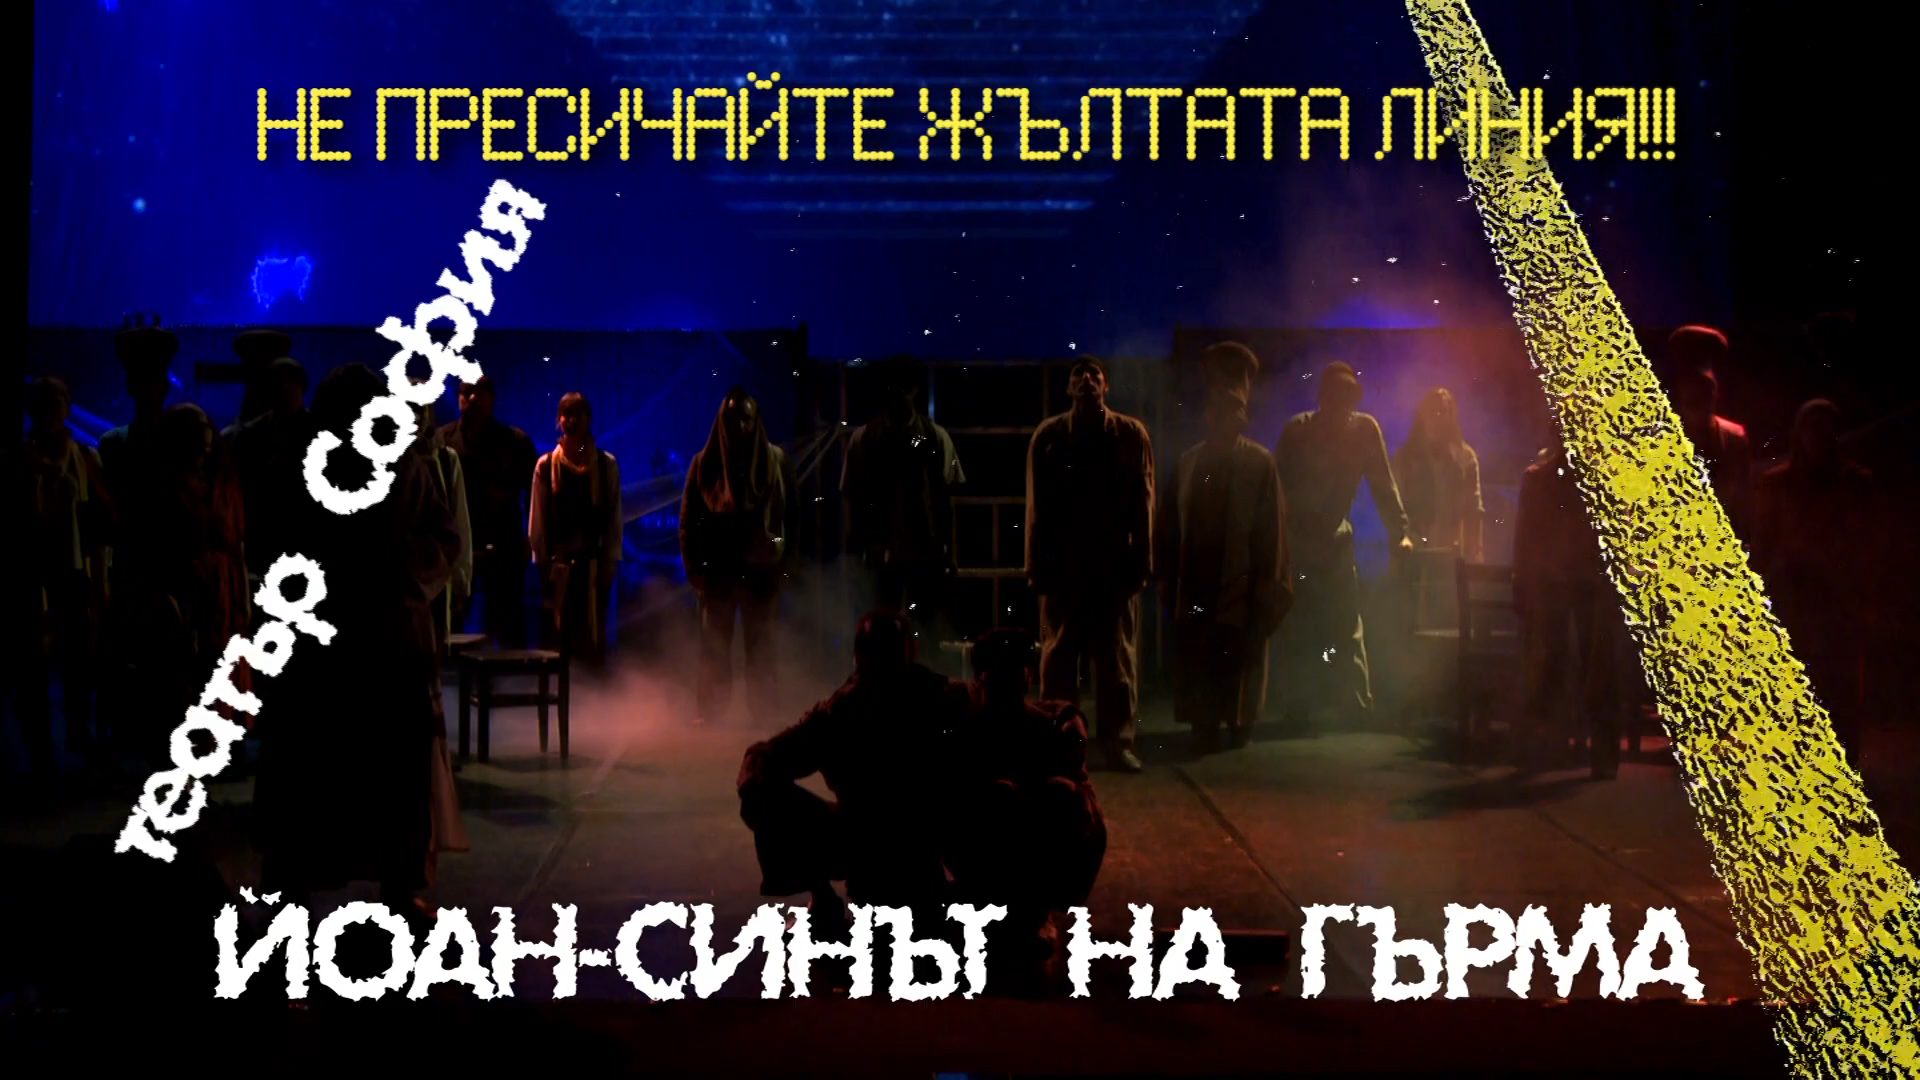 НЕ ПРЕСИЧАЙТЕ ЖЪЛТАТА ЛИНИЯ!!!
театър София
ЙОАН-СИНЪТ НА ГЪРМА